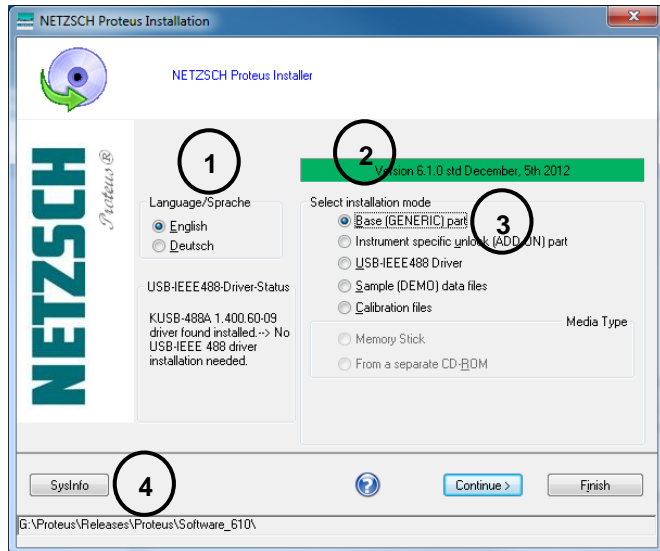 NETZSCH Proteus Installation
NETZSCH Proteus Installer
NETZSCH
Proteus®
1
2
Version 6.1.0 std December, 5th 2012
Language/Sprache
English
Deutsch
USB-IEEE488-Driver-Status
KUSB-488A 1.400.60-09
driver found installed.--> No
USB-IEEE 488 driver
installation needed.
Select installation mode
Base (GENERIC) part
3
Instrument specific unlock (ADD-ON) part
USB-IEEE488 Driver
Sample (DEMO) data files
Calibration files
Media Type
Memory Stick
From a separate CD-ROM
SysInfo
4
?
Continue >
Finish
G:\Proteus\Releases\Proteus\Software_610\